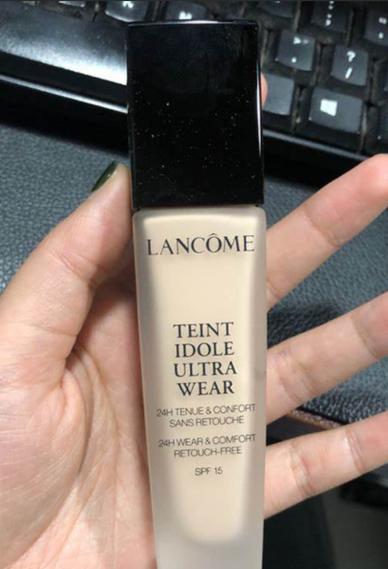 LANCÔME
TEINT
IDOLE
ULTRA
WEAR
24H TENUE & CONFORT
SANS RETOUCHE
24H WEAR & COMFORT
RETOUCH-FREE
SPF 15